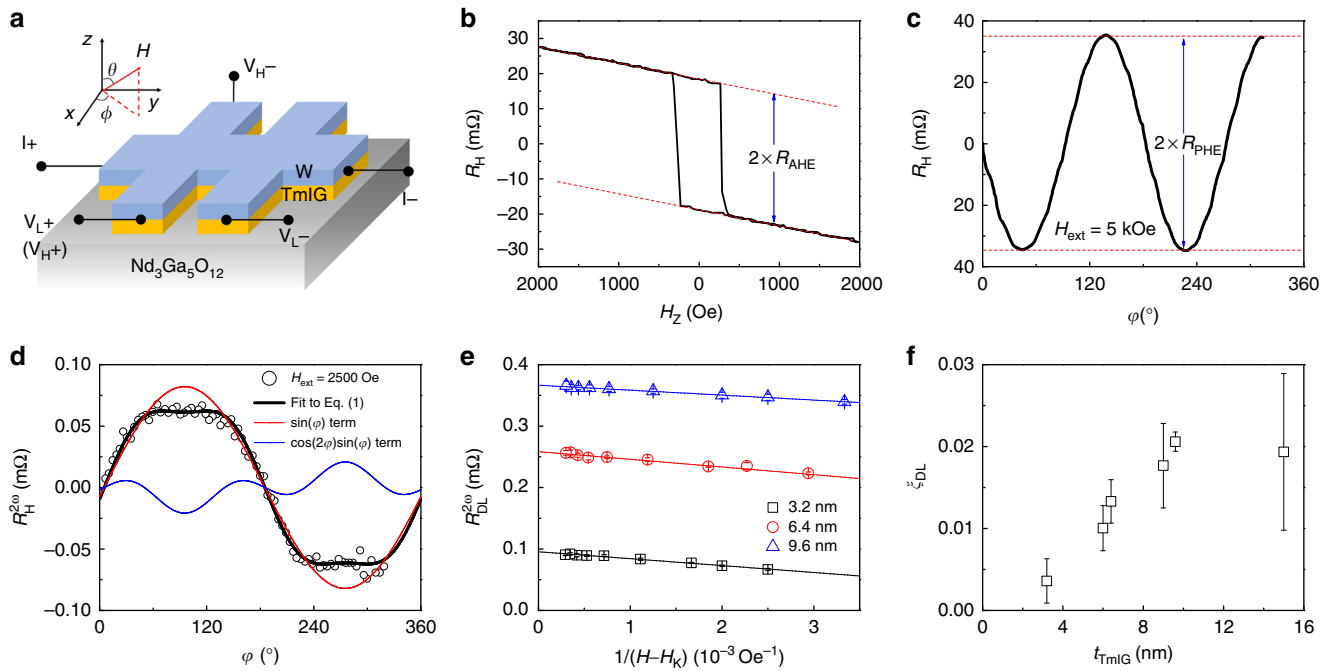 a
z
H
θ
y
x
ϕ
V_H−
I+
W
TmIG
I−
V_L+
(V_H+)
V_L−
Nd₃Ga₅O₁₂
b
30
20
10
0
−10
−20
−30
R_H (mΩ)
2 × R_AHE
2000 1000 0 1000 2000
H_Z (Oe)
c
40
20
0
20
40
R_H (mΩ)
2 × R_PHE
H_ext = 5 kOe
0 120 240 360
φ(°)
d
0.10
0.05
0.00
−0.05
−0.10
R_H^2ω (mΩ)
H_ext = 2500 Oe
Fit to Eq. (1)
sin(φ) term
cos(2φ)sin(φ) term
0 120 240 360
φ (°)
e
0.4
0.3
0.2
0.1
0.0
R_DL^2ω (mΩ)
3.2 nm
6.4 nm
9.6 nm
0 1 2 3
1/(H–H_K) (10⁻³ Oe⁻¹)
f
0.03
0.02
0.01
0.00
ξ_DL
0 4 8 12 16
t_TmIG (nm)